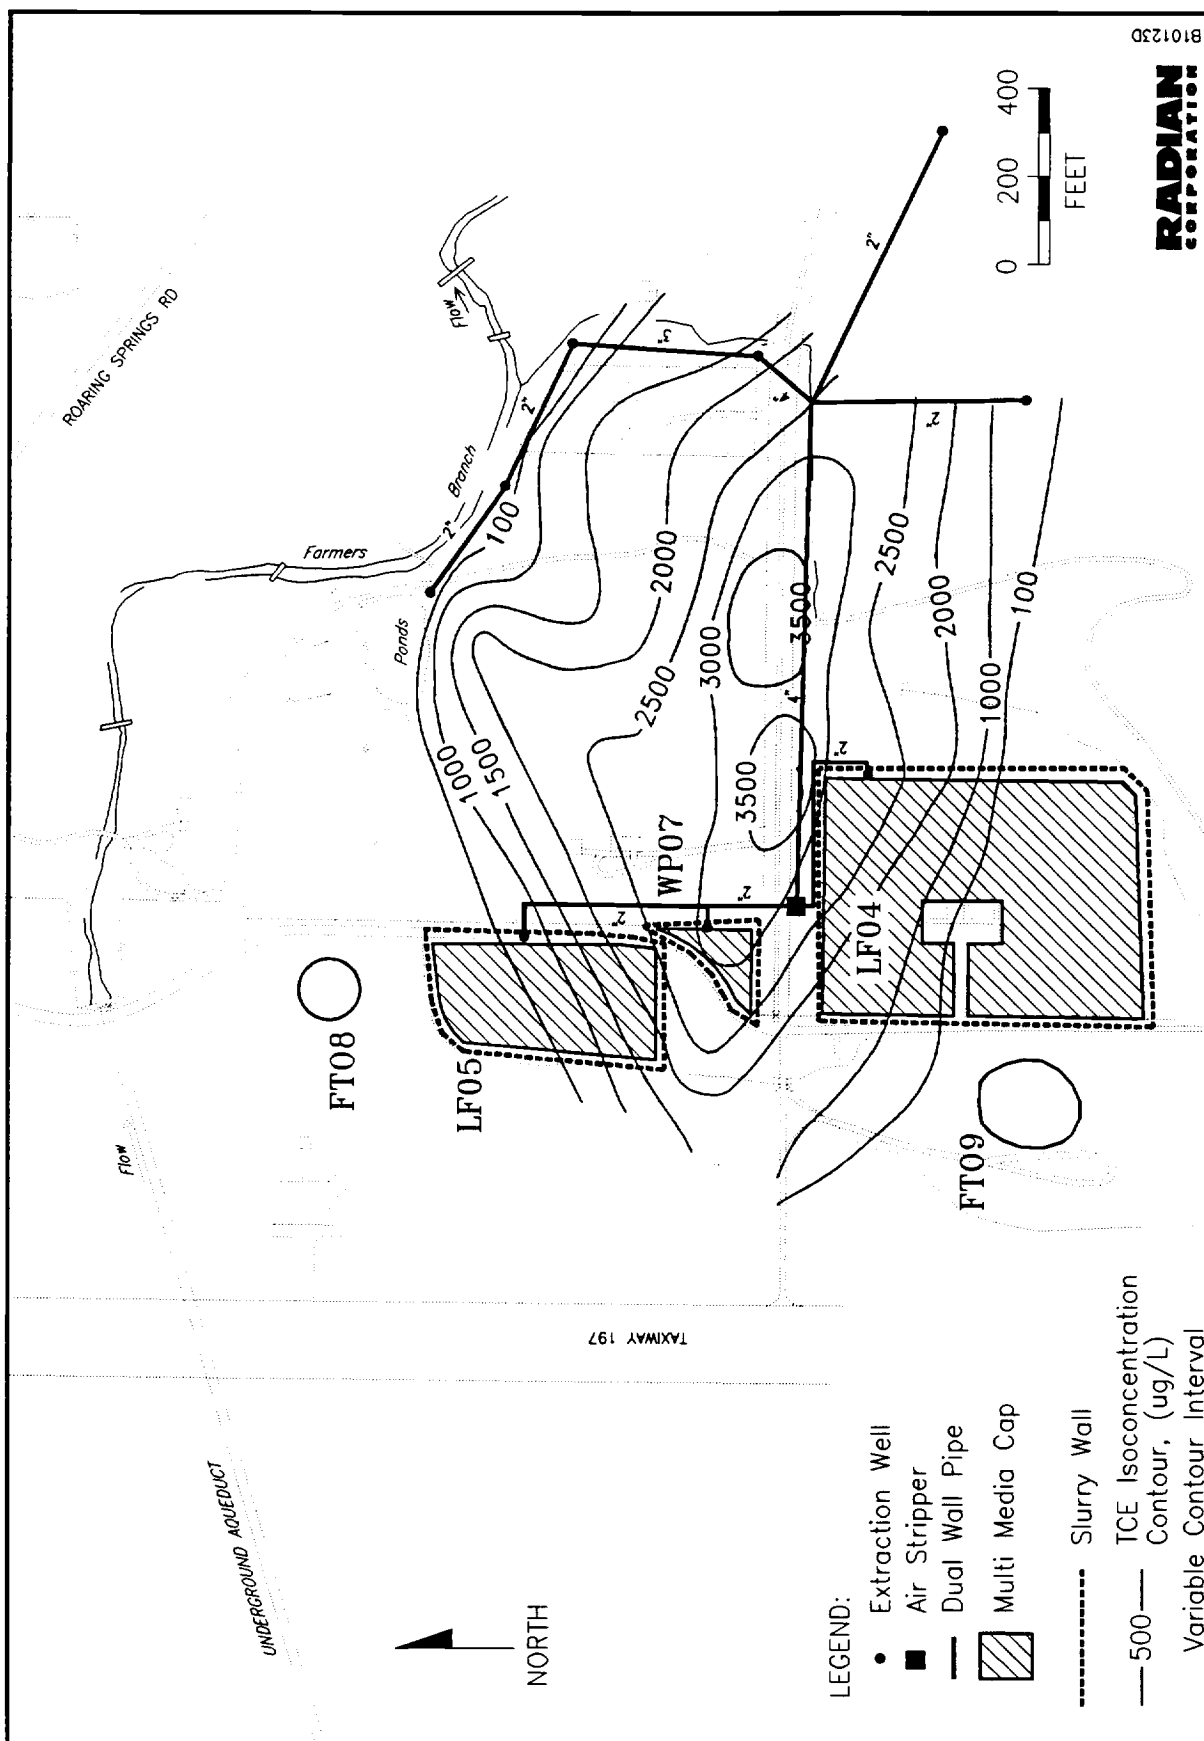 ROARING SPRINGS RD
B10123D
Flow
Branch
Farmers
Ponds
2"
2"
3"
4"
2"
2"
4"
2"
2"
2"
100
1000
1500
2000
2500
3000
3500
3500
2500
2000
1000
100
WP07
LF04
LF05
FT08
FT09
Flow
UNDERGROUND AQUEDUCT
TAXIWAY 197
NORTH
0 200 400
FEET
RADIAN
CORPORATION
LEGEND:
Extraction Well
Air Stripper
Dual Wall Pipe
Multi Media Cap
Slurry Wall
500 TCE Isoconcentration
Contour, (ug/L)
Variable Contour Interval